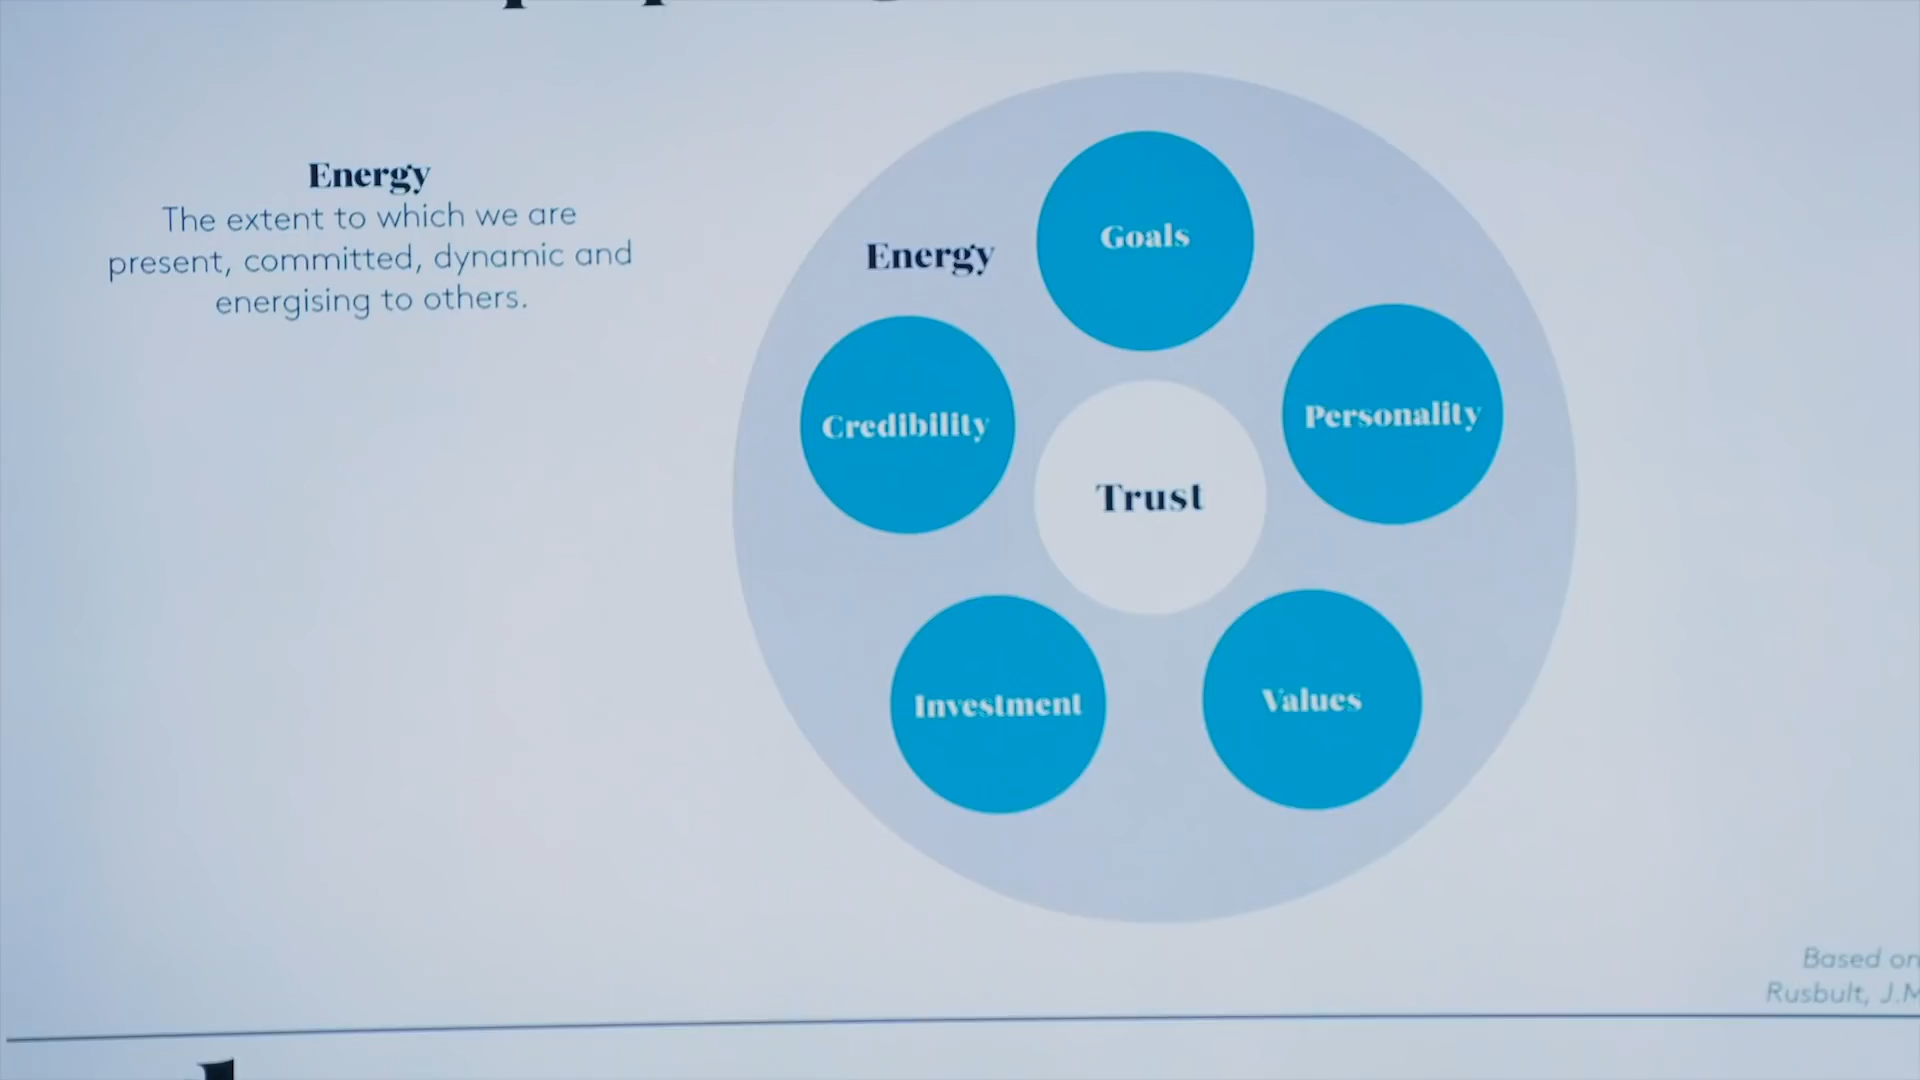 Energy
The extent to which we are
present, committed, dynamic and
energising to others.
Energy
Goals
Credibility
Personality
Trust
Investment
Values
Based on
Rusbult, J.M